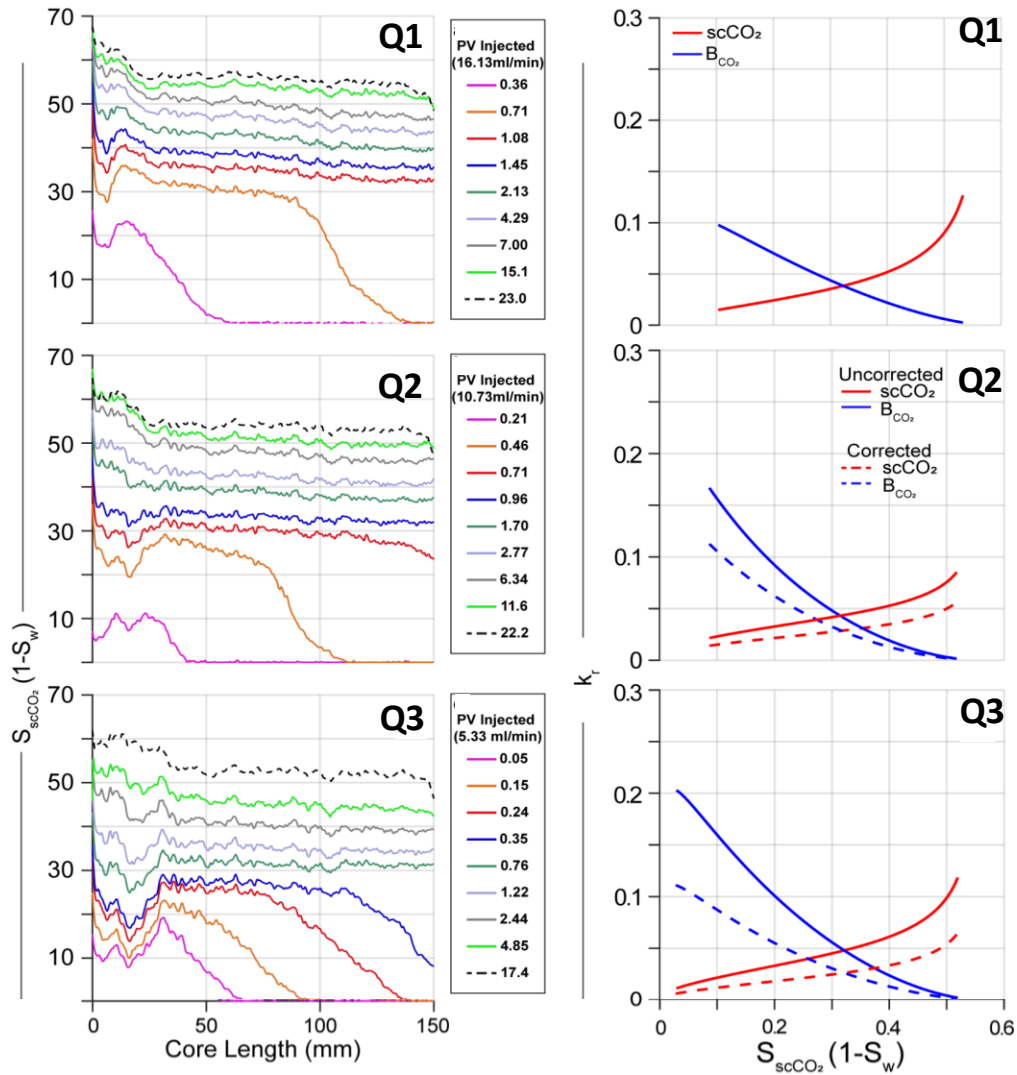 S_scCO₂ (1-S_w)
70
50
30
10
Q1
PV Injected
(16.13ml/min)
0.36
0.71
1.08
1.45
2.13
4.29
7.00
15.1
23.0
70
50
30
10
Q2
PV Injected
(10.73ml/min)
0.21
0.46
0.71
0.96
1.70
2.77
6.34
11.6
22.2
70
50
30
10
Q3
PV Injected
(5.33 ml/min)
0.05
0.15
0.24
0.35
0.76
1.22
2.44
4.85
17.4
0 50 100 150
Core Length (mm)
k_r
0.3
0.2
0.1
0
scCO₂
B_CO₂
Q1
0.3
0.2
0.1
0
Q2
Uncorrected
scCO₂
B_CO₂
Corrected
scCO₂
B_CO₂
0.3
0.2
0.1
0
Q3
0 0.2 0.4 0.6
S_scCO₂ (1-S_w)